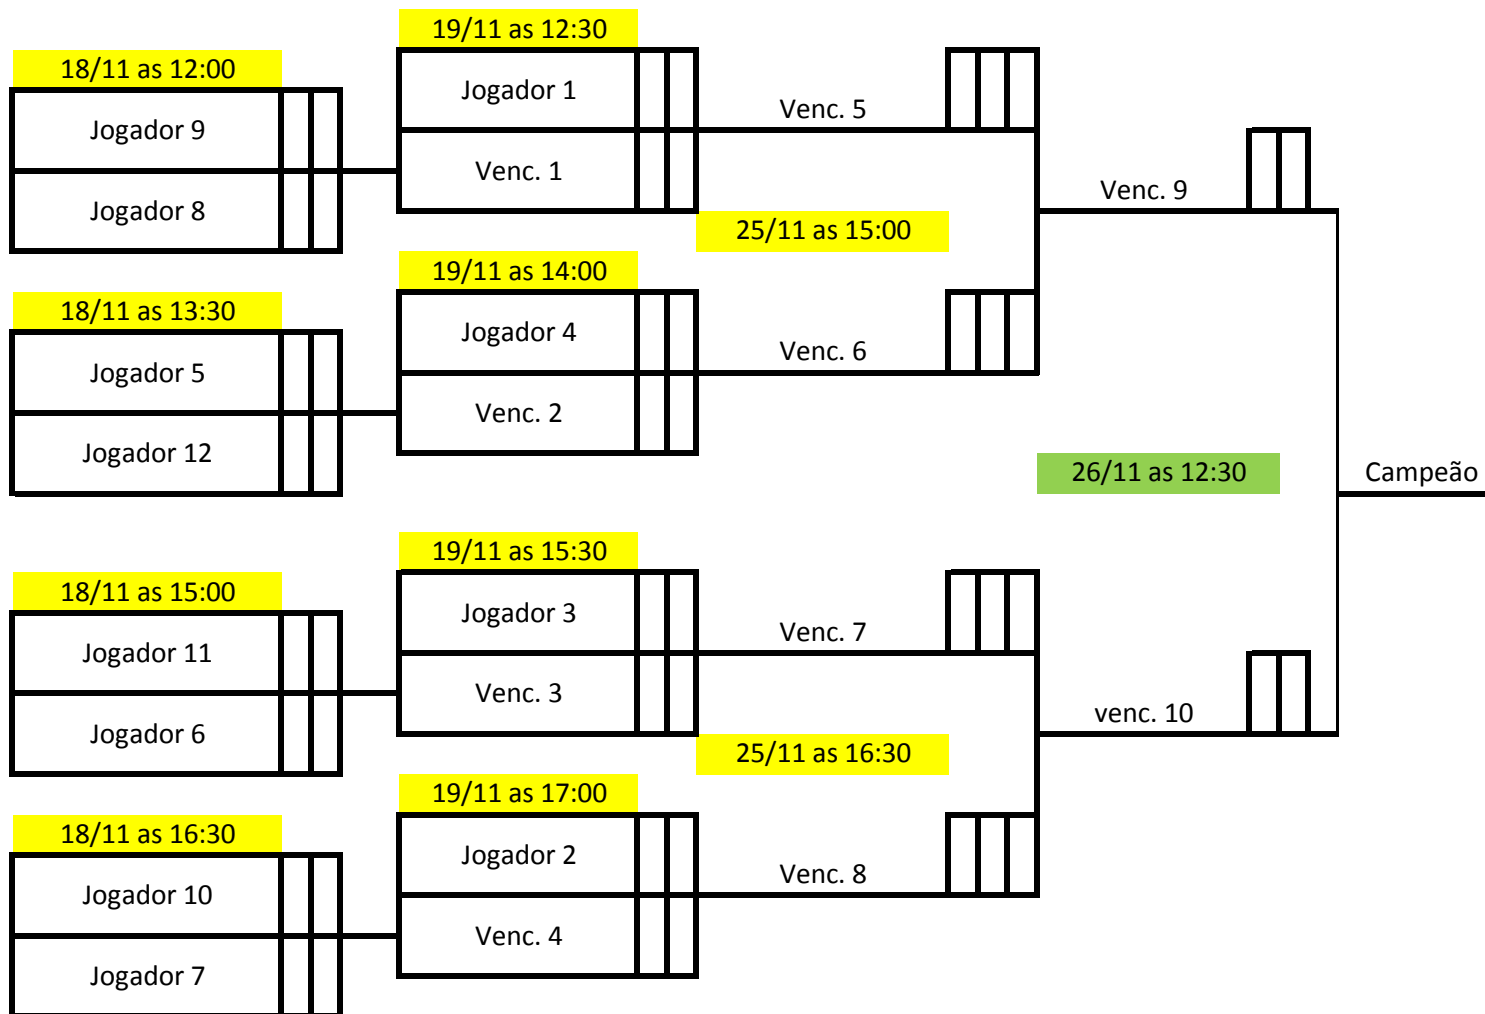 19/11 as 12:30
18/11 as 12:00
Jogador 1
Jogador 9
Venc. 5
Venc. 1
Jogador 8
Venc. 9
25/11 as 15:00
19/11 as 14:00
18/11 as 13:30
Jogador 4
Jogador 5
Venc. 6
Venc. 2
Jogador 12
26/11 as 12:30
Campeão
19/11 as 15:30
18/11 as 15:00
Jogador 3
Jogador 11
Venc. 7
Venc. 3
Jogador 6
venc. 10
25/11 as 16:30
19/11 as 17:00
18/11 as 16:30
Jogador 2
Jogador 10
Venc. 8
Venc. 4
Jogador 7